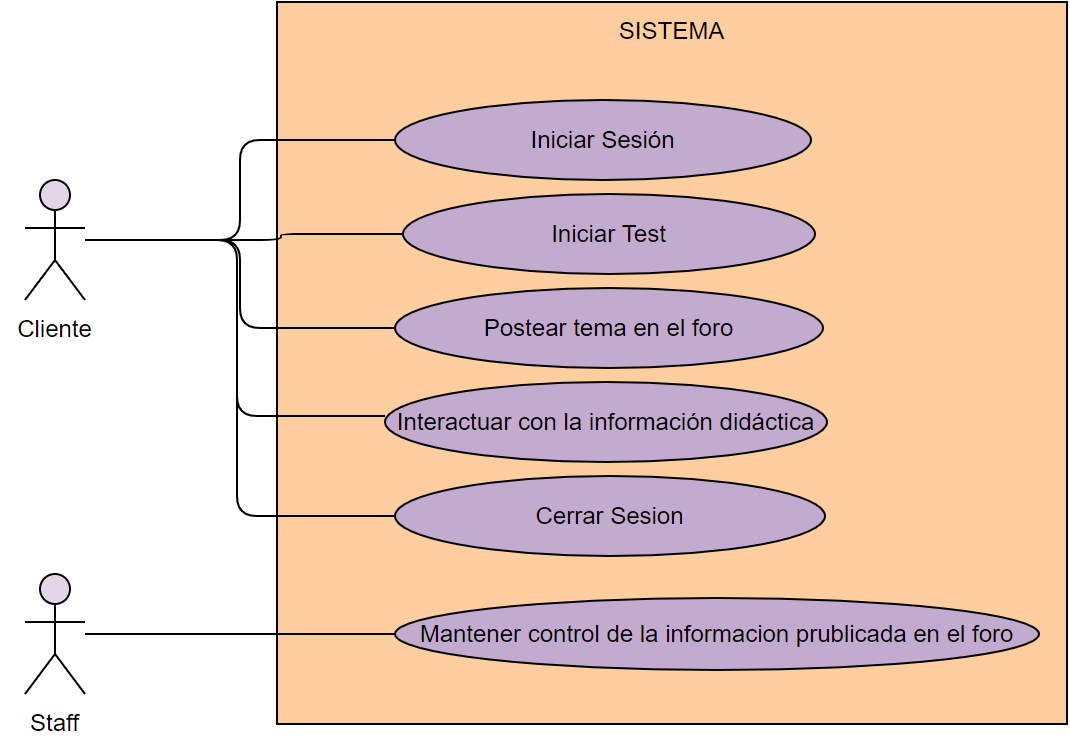 SISTEMA
Iniciar Sesión
Iniciar Test
Postear tema en el foro
Cliente
Interactuar con la información didáctica
Cerrar Sesion
Mantener control de la informacion prublicada en el foro
Staff